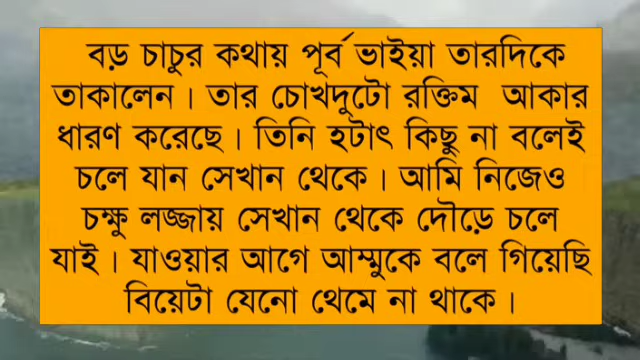 বড় চাচুর কথায় পূর্ব ভাইয়া তারদিকে
তাকালেন। তার চোখদুটো রক্তিম আকার
ধারণ করেছে। তিনি হটাৎ কিছু না বলেই
চলে যান সেখান থেকে। আমি নিজেও
চক্ষু লজ্জায় সেখান থেকে দৌড়ে চলে
যাই। যাওয়ার আগে আম্মুকে বলে গিয়েছি
বিয়েটা যেনো থেমে না থাকে।